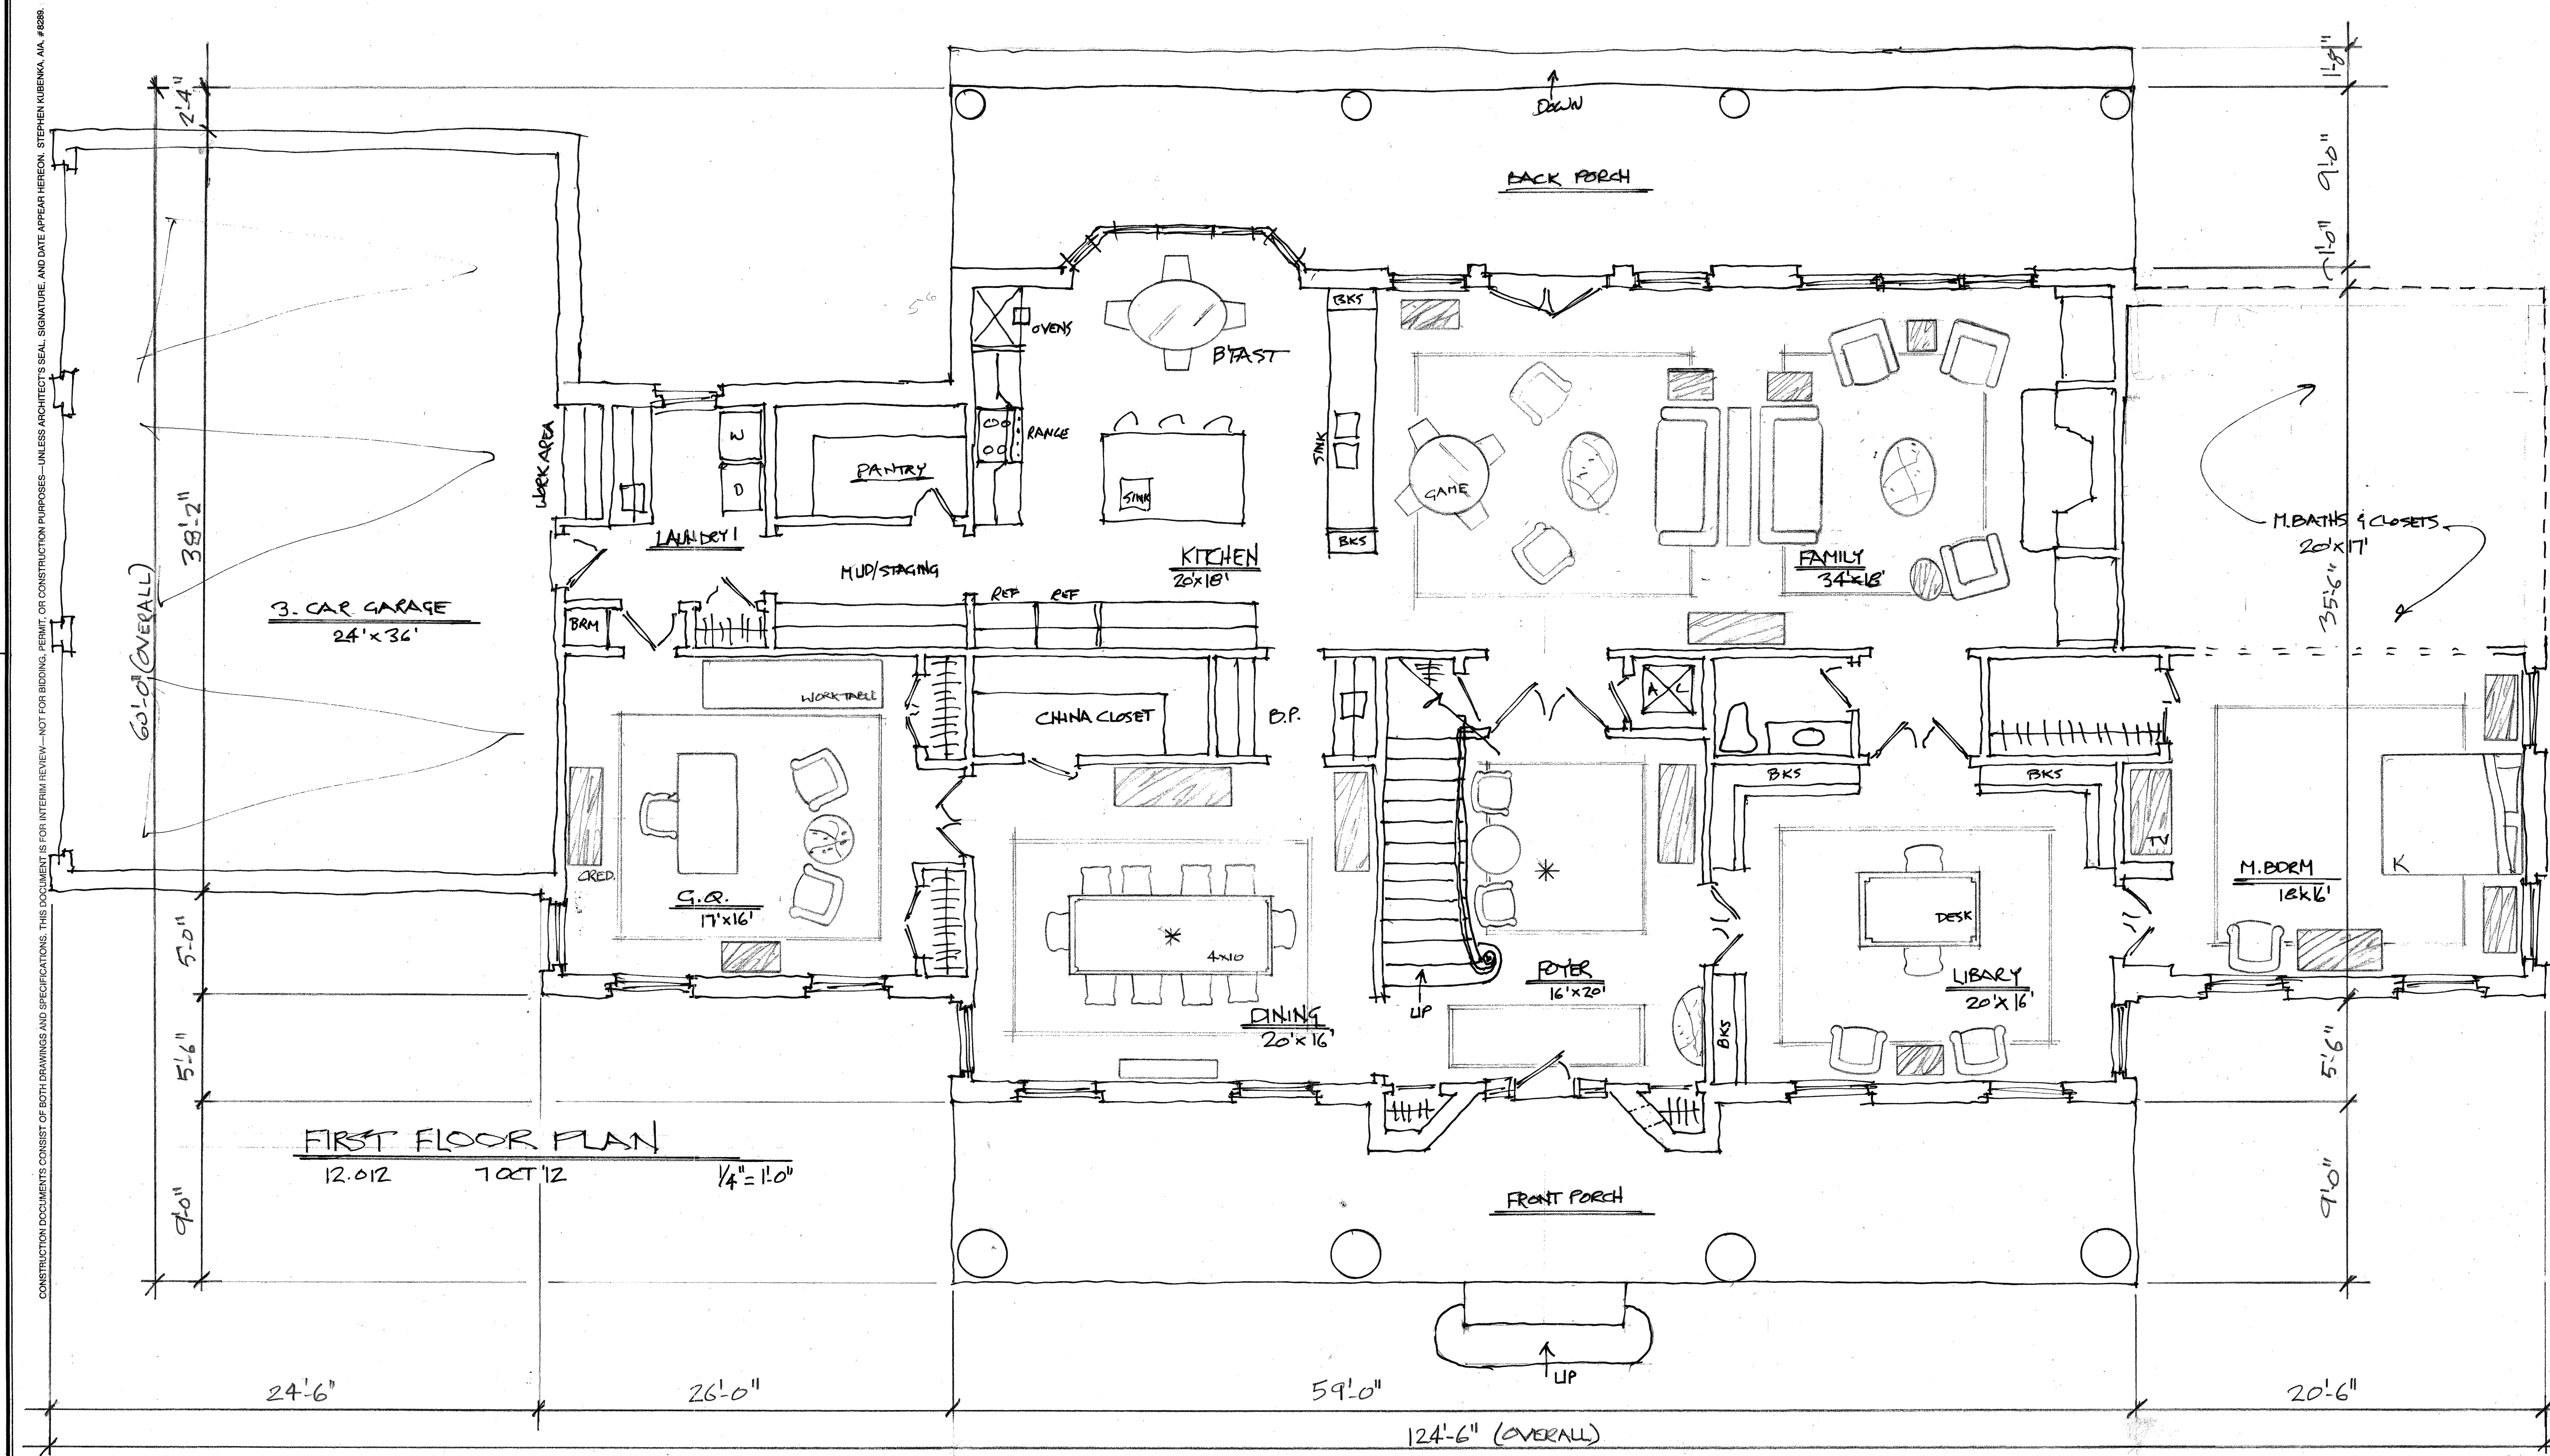 CONSTRUCTION DOCUMENTS CONSIST OF BOTH DRAWINGS AND SPECIFICATIONS. THIS DOCUMENT IS FOR INTERIM REVIEW—NOT FOR BIDDING, PERMIT, OR CONSTRUCTION PURPOSES—UNLESS ARCHITECT'S SEAL, SIGNATURE, AND DATE APPEAR HEREON. STEPHEN KUBENKA, AIA, #8289.
2'-4"
38'-2"
60'-0" (OVERALL)
5'-0"
5'-6"
9'-0"
1'-8"
9'-0"
1'-0"
35'-6"
5'-6"
9'-0"
DOWN
BACK PORCH
5⁶
OVENS
B'FAST
BKS
RANGE
SINK
SINK
BKS
KITCHEN
20'x18'
REF
REF
WORK AREA
W
D
PANTRY
LAUNDRY 1
MUD/STAGING
BRM
3-CAR GARAGE
24'x36'
GAME
FAMILY
34'x18'
M.BATHS & CLOSETS
20'x17'
WORK TABLE
CHINA CLOSET
B.P.
A/C
BKS
BKS
CRED.
G.Q.
17'x16'
4x10
DINING
20'x16'
UP
FOYER
16'x20'
BKS
DESK
LIBARY
20'x16'
TV
K
M.BDRM
18'x16'
FIRST FLOOR PLAN
12.012 7 OCT '12 1/4"=1'-0"
FRONT PORCH
UP
24'-6" 26'-0" 59'-0" 20'-6"
124'-6" (OVERALL)